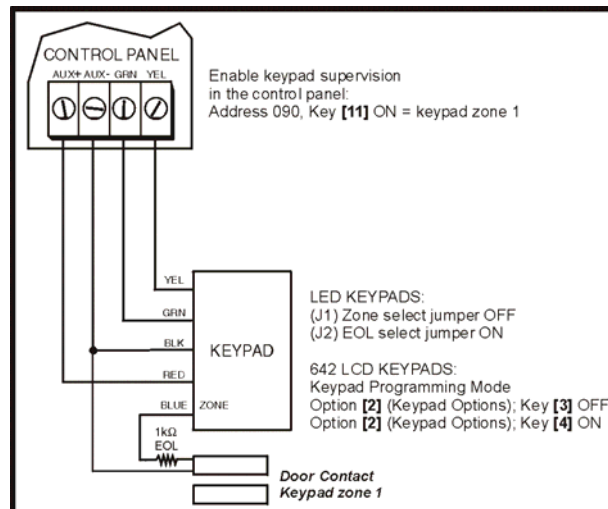 CONTROL PANEL
AUX+ AUX- GRN YEL
Enable keypad supervision
in the control panel:
Address 090, Key [11] ON = keypad zone 1
YEL
GRN
BLK
RED
BLUE ZONE
KEYPAD
LED KEYPADS:
(J1) Zone select jumper OFF
(J2) EOL select jumper ON
642 LCD KEYPADS:
Keypad Programming Mode
Option [2] (Keypad Options); Key [3] OFF
Option [2] (Keypad Options); Key [4] ON
1kΩ
EOL
Door Contact
Keypad zone 1